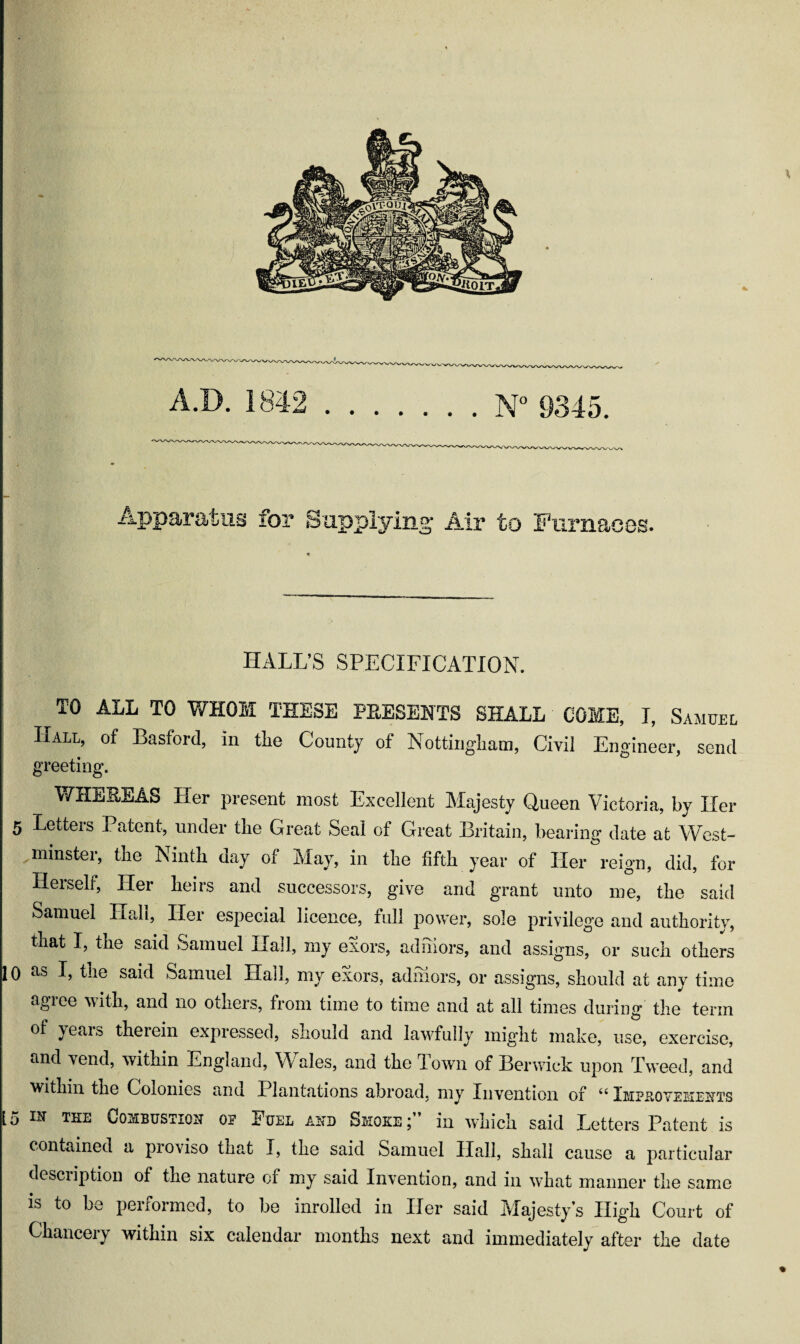 SOIT QUI MAL
DIEU·ET MON·DROIT.
A.D. 1842 . . . . . . . . N° 9345.
Apparatus for Supplying Air to Furnaces.
HALL'S SPECIFICATION.
TO ALL TO WHOM THESE PRESENTS SHALL COME, I, SAMUEL
HALL, of Basford, in the County of Nottingham, Civil Engineer, send
greeting.
WHEREAS Her present most Excellent Majesty Queen Victoria, by Her
5 Letters Patent, under the Great Seal of Great Britain, bearing date at West-
minster, the Ninth day of May, in the fifth year of Her reign, did, for
Herself, Her heirs and successors, give and grant unto me, the said
Samuel Hall, Her especial licence, full power, sole privilege and authority,
that I, the said Samuel Hall, my exors, admors, and assigns, or such others
10 as I, the said Samuel Hall, my exors, admors, or assigns, should at any time
agree with, and no others, from time to time and at all times during the term
of years therein expressed, should and lawfully might make, use, exercise,
and vend, within England, Wales, and the Town of Berwick upon Tweed, and
within the Colonies and Plantations abroad, my Invention of “IMPROVEMENTS
15 IN THE COMBUSTION OF FUEL AND SMOKE;” in which said Letters Patent is
contained a proviso that I, the said Samuel Hall, shall cause a particular
description of the nature of my said Invention, and in what manner the same
is to be performed, to be inrolled in Her said Majesty's High Court of
Chancery within six calendar months next and immediately after the date